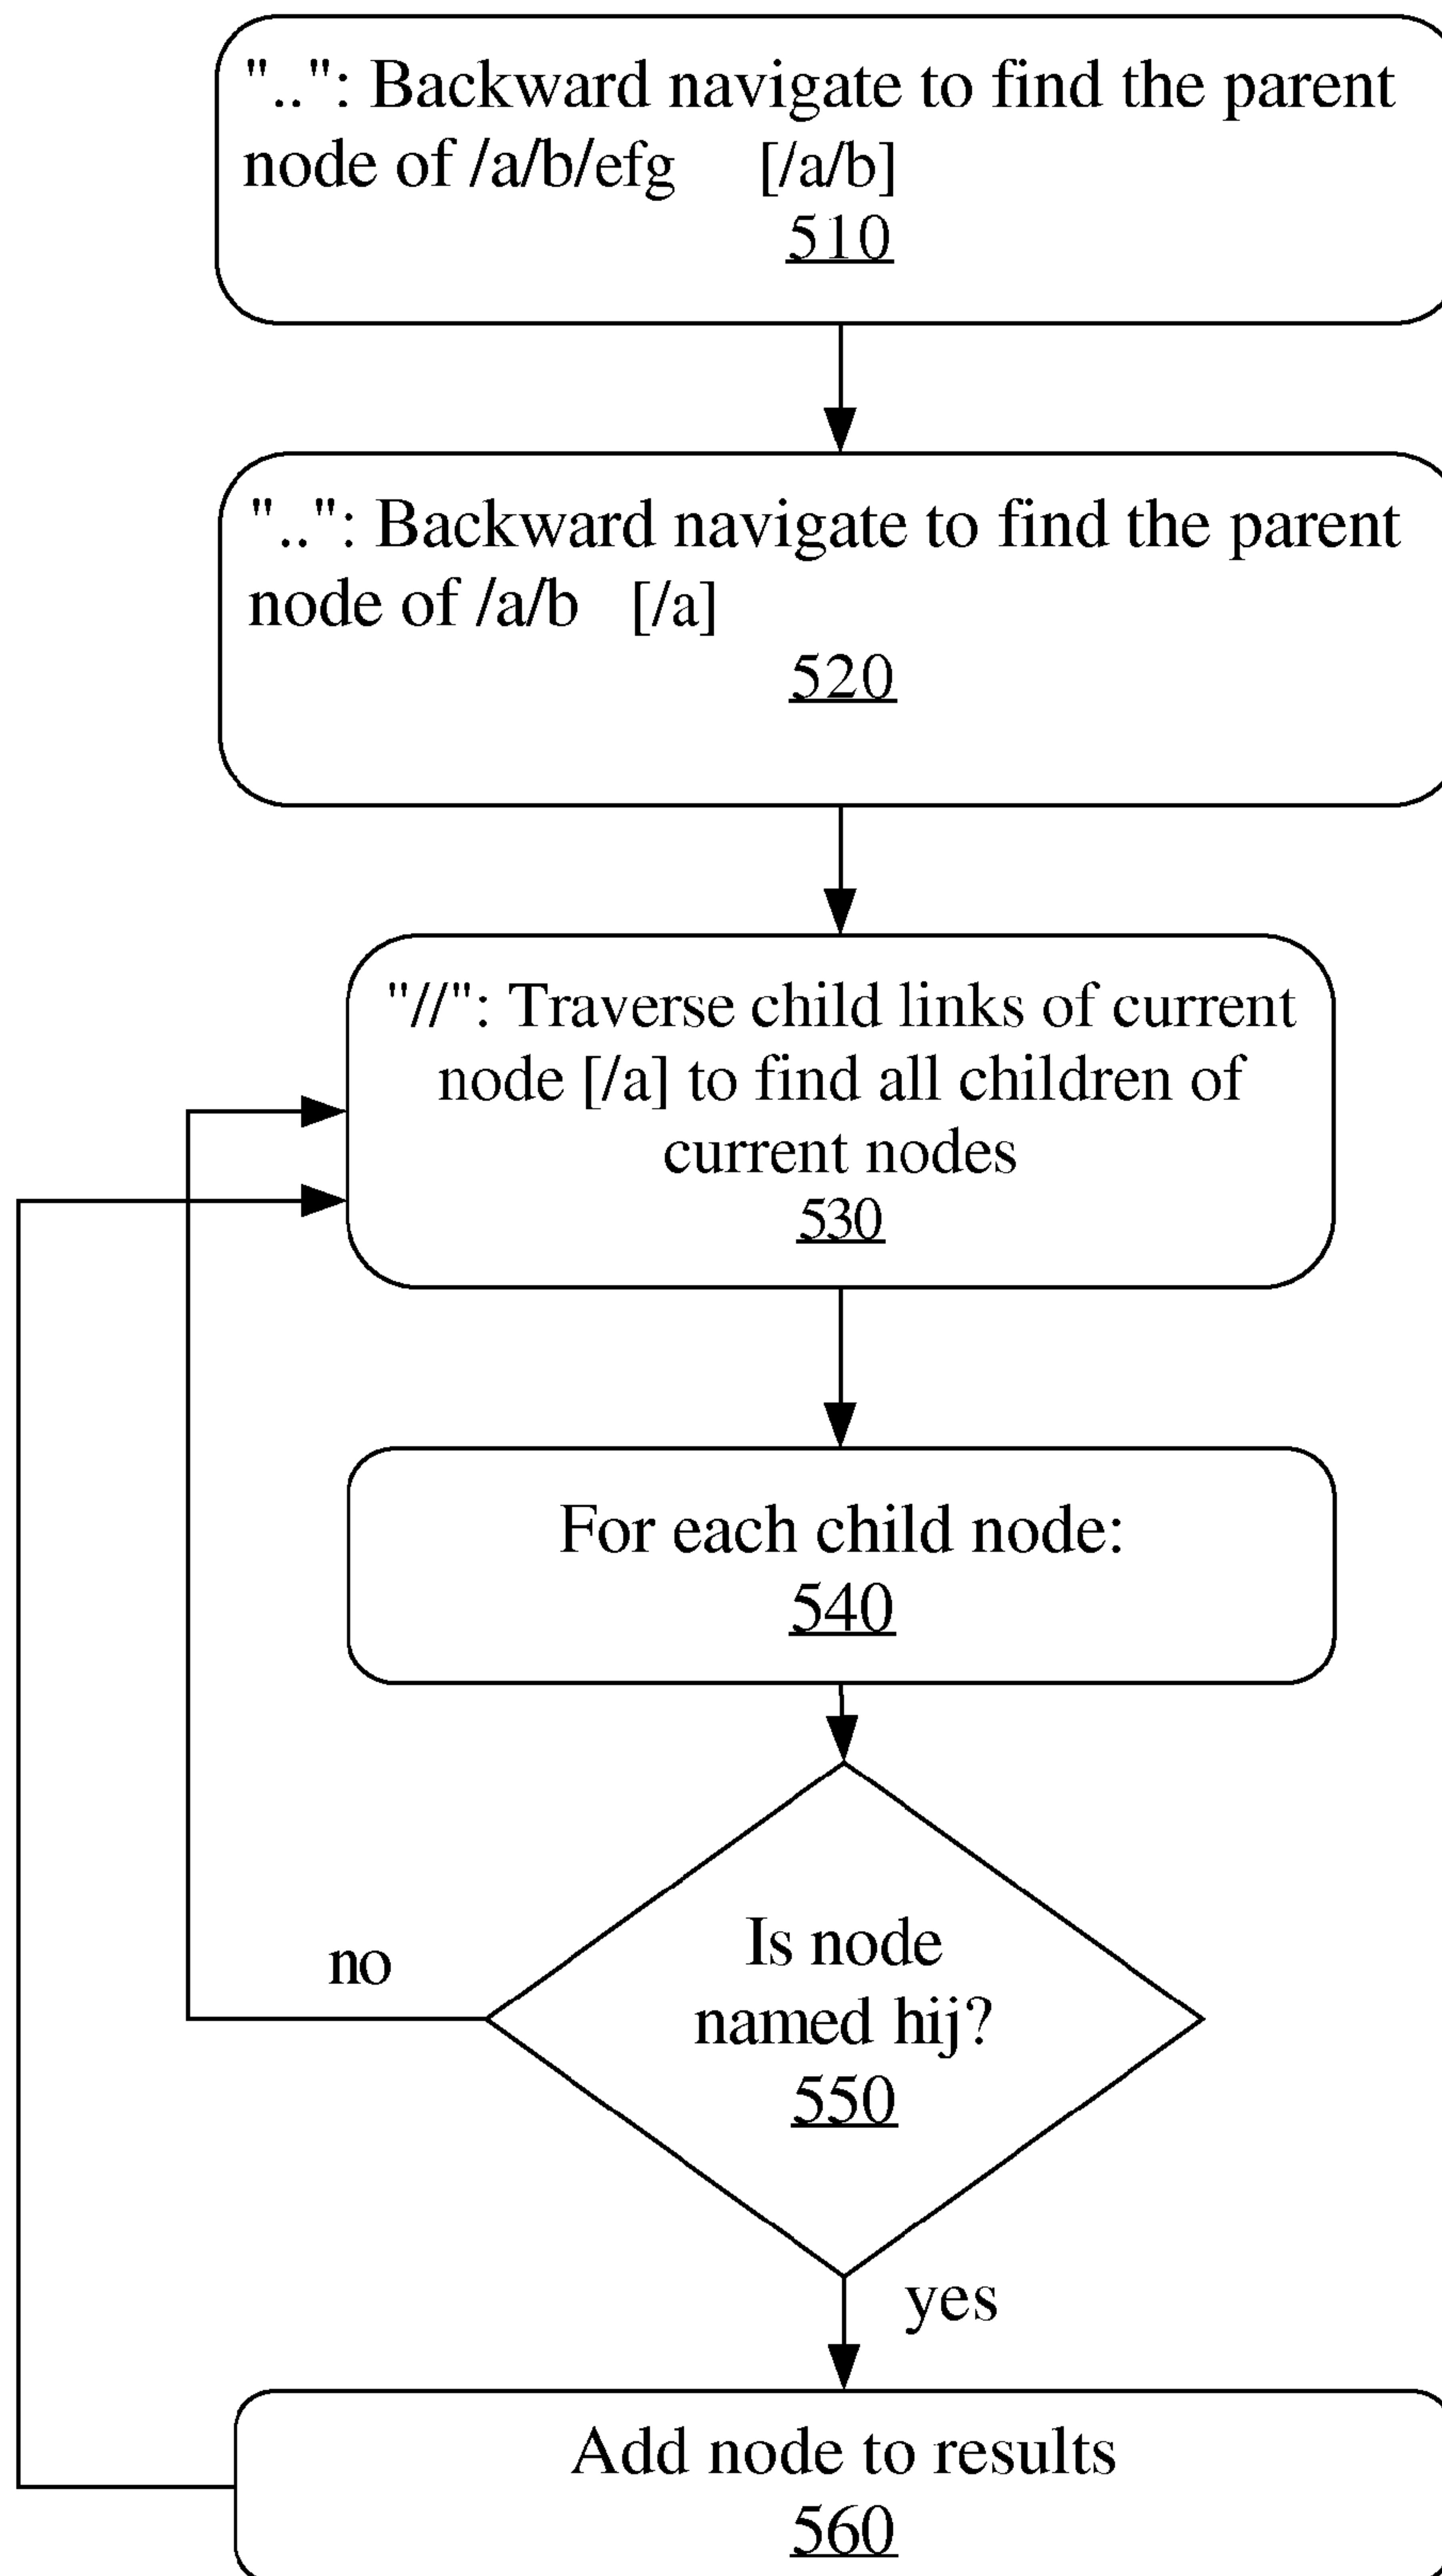 "..": Backward navigate to find the parent
node of /a/b/efg [/a/b]
510
"..": Backward navigate to find the parent
node of /a/b [/a]
520
"//": Traverse child links of current
node [/a] to find all children of
current nodes
530
For each child node:
540
Is node
named hij?
550
no
yes
Add node to results
560